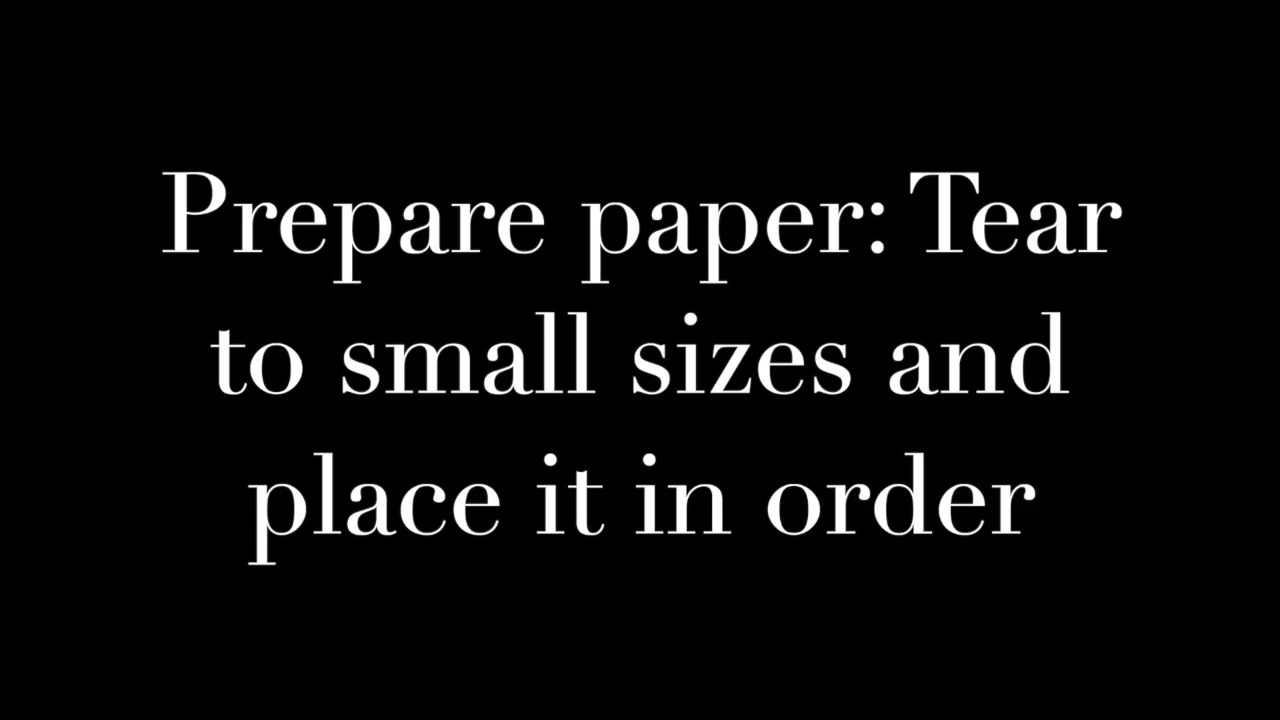 Prepare paper: Tear
to small sizes and
place it in order